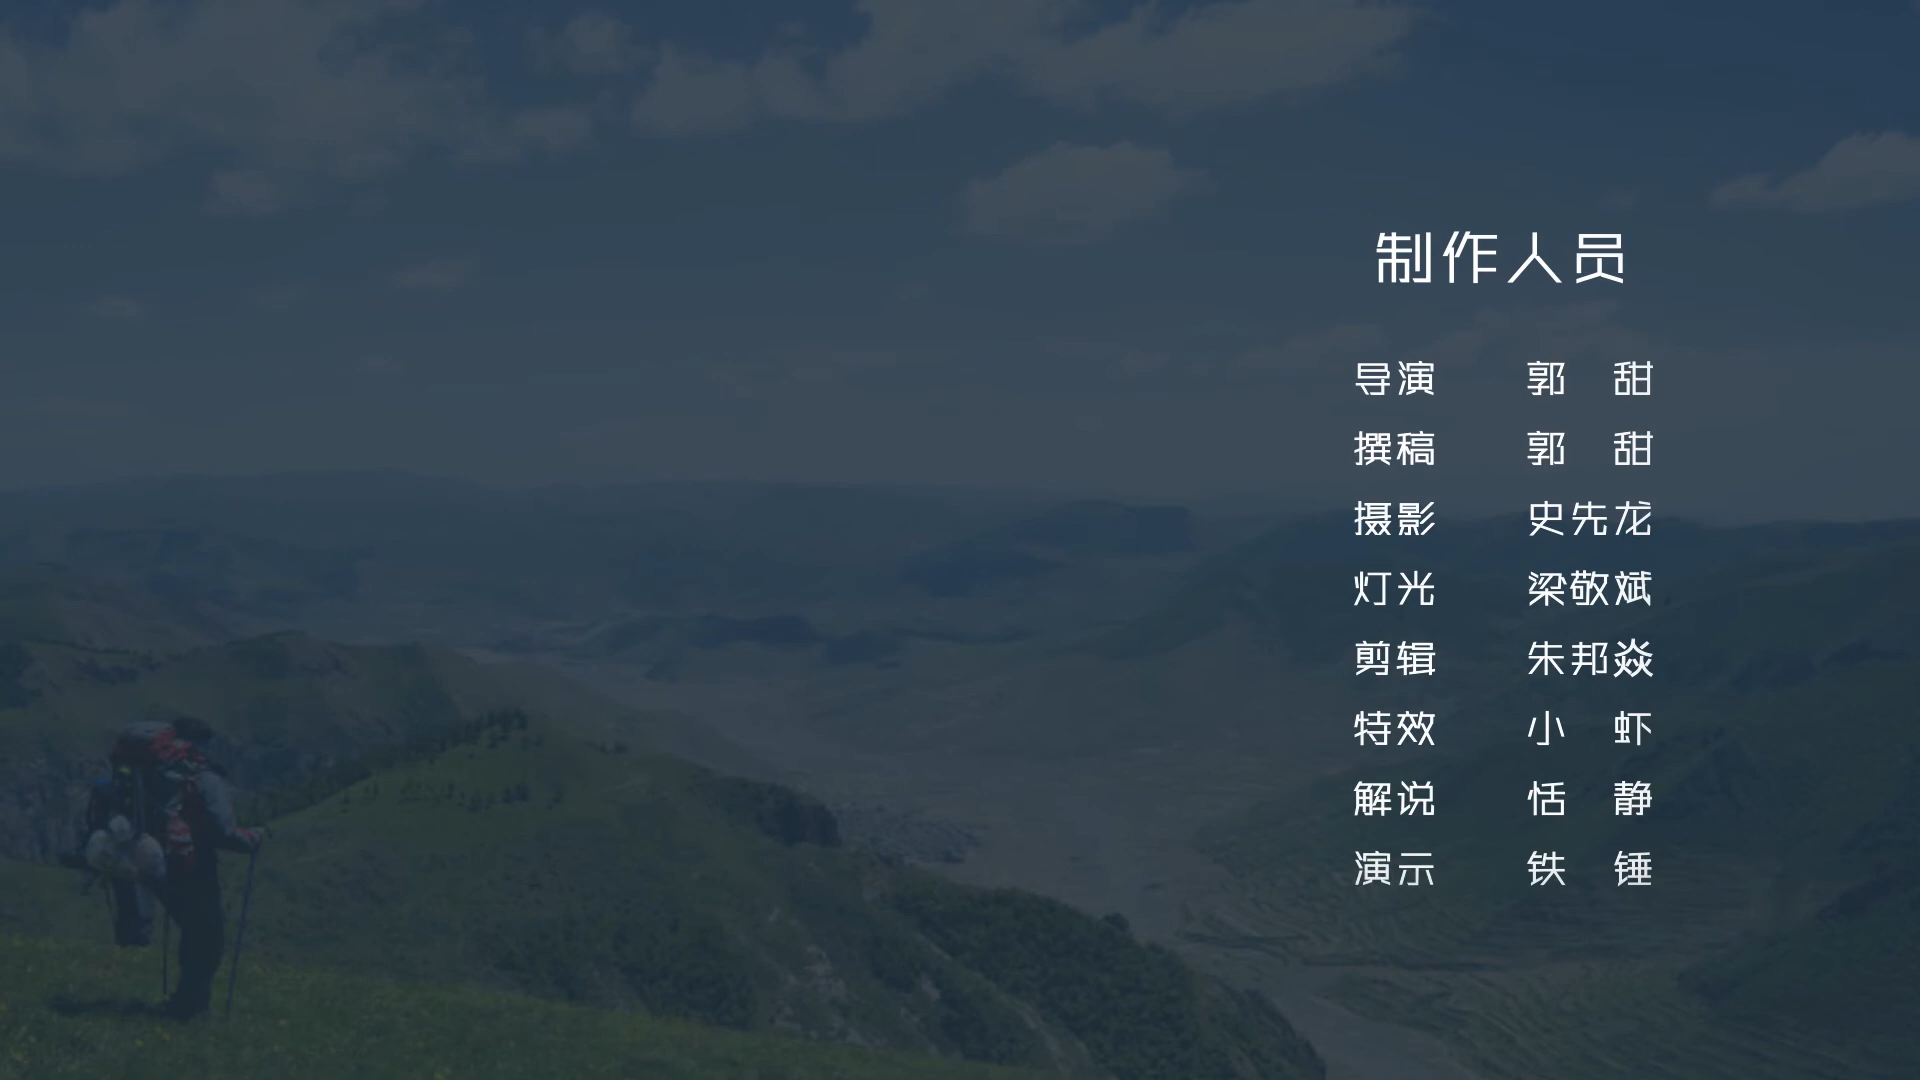 制作人员
导演 郭 甜
撰稿 郭 甜
摄影 史先龙
灯光 梁敬斌
剪辑 朱邦焱
特效 小 虾
解说 恬 静
演示 铁 锤